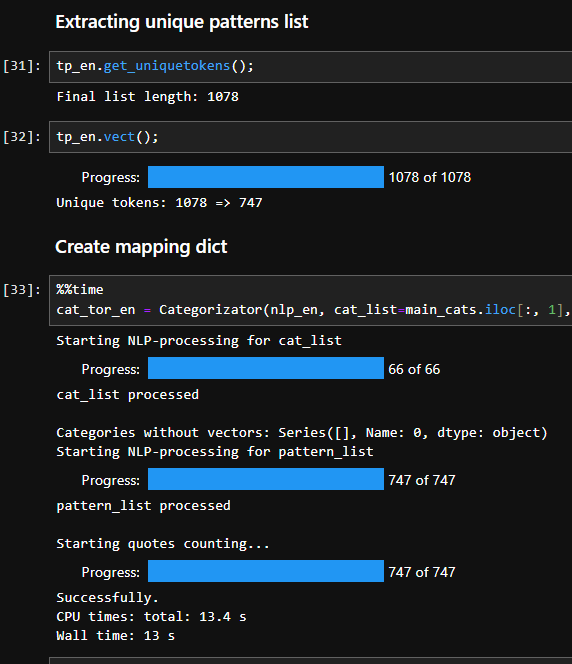 Extracting unique patterns list
[31]: tp_en.get_uniquetokens();
Final list length: 1078
[32]: tp_en.vect();
Progress: 1078 of 1078
Unique tokens: 1078 => 747
Create mapping dict
[33]: %%time
cat_tor_en = Categorizator(nlp_en, cat_list=main_cats.iloc[:, 1],
Starting NLP-processing for cat_list
Progress: 66 of 66
cat_list processed
Categories without vectors: Series([], Name: 0, dtype: object)
Starting NLP-processing for pattern_list
Progress: 747 of 747
pattern_list processed
Starting quotes counting...
Progress: 747 of 747
Successfully.
CPU times: total: 13.4 s
Wall time: 13 s